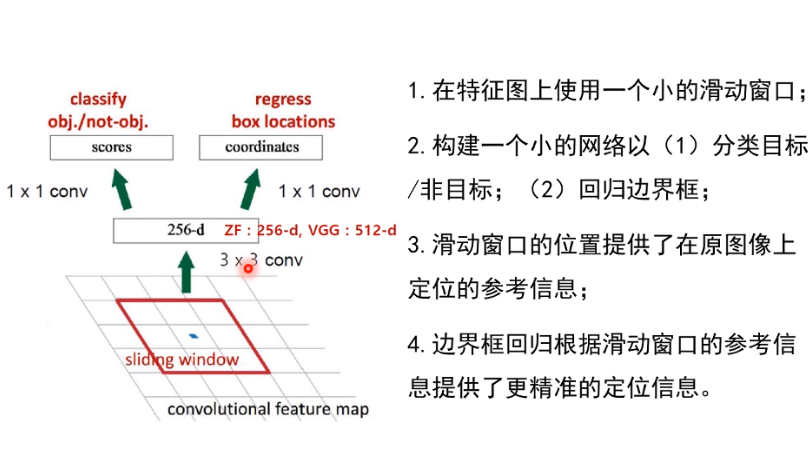 classify
obj./not-obj.
regress
box locations
scores
coordinates
1 x 1 conv
1 x 1 conv
256-d
ZF：256-d, VGG：512-d
3 x 3 conv
sliding window
convolutional feature map
1.在特征图上使用一个小的滑动窗口；
2.构建一个小的网络以（1）分类目标
/非目标；（2）回归边界框；
3.滑动窗口的位置提供了在原图像上
定位的参考信息；
4.边界框回归根据滑动窗口的参考信
息提供了更精准的定位信息。